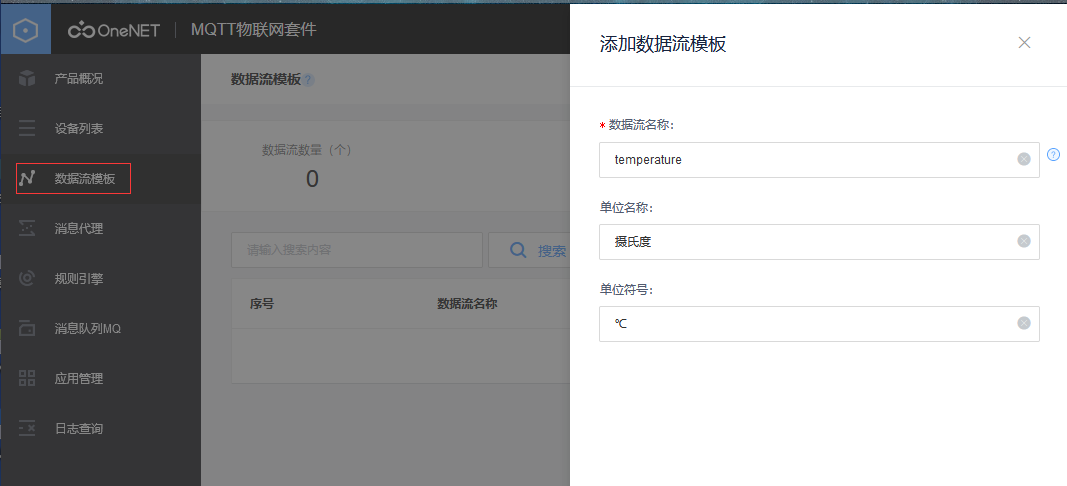 OneNET | MQTT物联网套件
产品概况
设备列表
数据流模板
消息代理
规则引擎
消息队列MQ
应用管理
日志查询
数据流模板 ?
数据流数量（个）
0
请输入搜索内容
搜索
序号 数据流名称
添加数据流模板
* 数据流名称:
temperature
?
单位名称:
摄氏度
单位符号:
℃